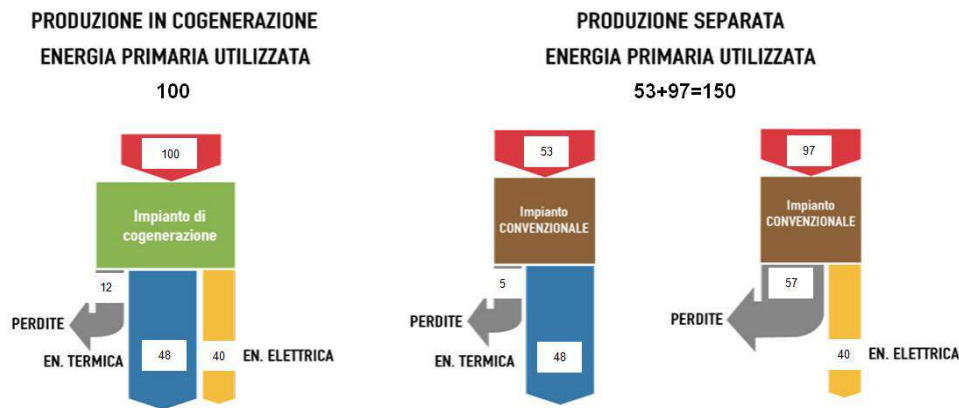 PRODUZIONE IN COGENERAZIONE
ENERGIA PRIMARIA UTILIZZATA
100
100
Impianto di
cogenerazione
12
PERDITE
EN. TERMICA
48
40
EN. ELETTRICA
PRODUZIONE SEPARATA
ENERGIA PRIMARIA UTILIZZATA
53+97=150
53
Impianto
CONVENZIONALE
5
PERDITE
EN. TERMICA
48
97
Impianto
CONVENZIONALE
57
PERDITE
40
EN. ELETTRICA